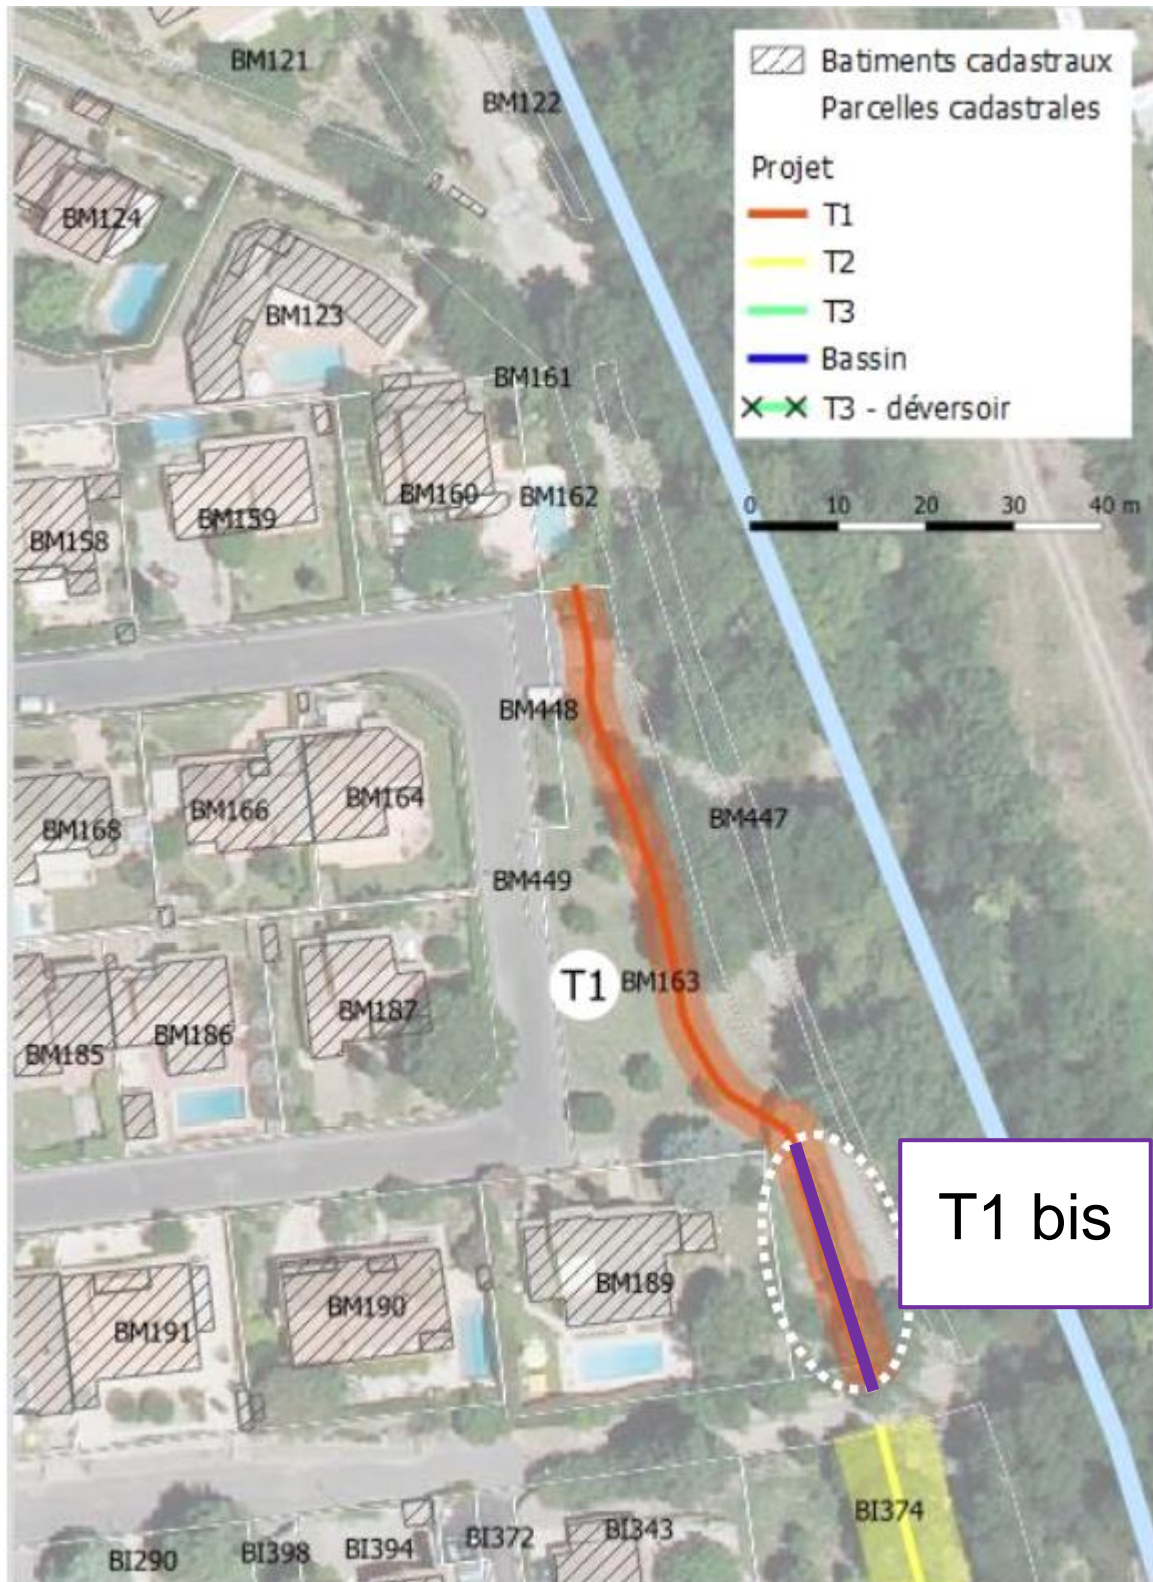 BM121
BM122
Batiments cadastraux
Parcelles cadastrales
Projet
T1
T2
T3
Bassin
T3 - déversoir
BM124
BM123
BM161
BM160
BM162
BM159
BM158
0 10 20 30 40 m
BM448
BM166
BM164
BM168
BM447
BM449
T1
BM163
BM187
BM186
BM185
T1 bis
BM189
BM190
BM191
BI374
BI343
BI372
BI394
BI398
BI290